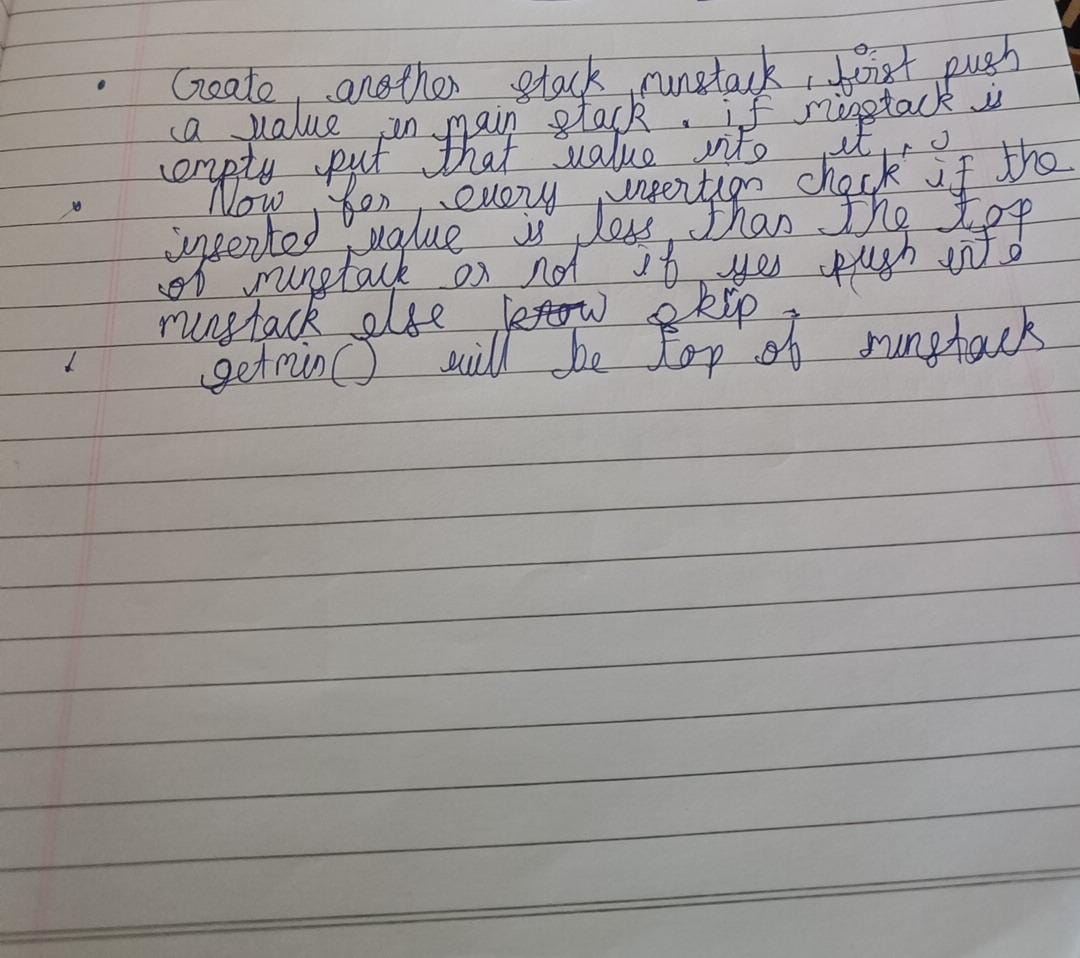 • Create another stack minstack, first push
a value in main stack. if minstack is
empty put that value into it.
Now for every insertion check if the
inserted value is less than the top
of minstack or not if yes push into
minstack else know skip.
getmin() will be top of minstack